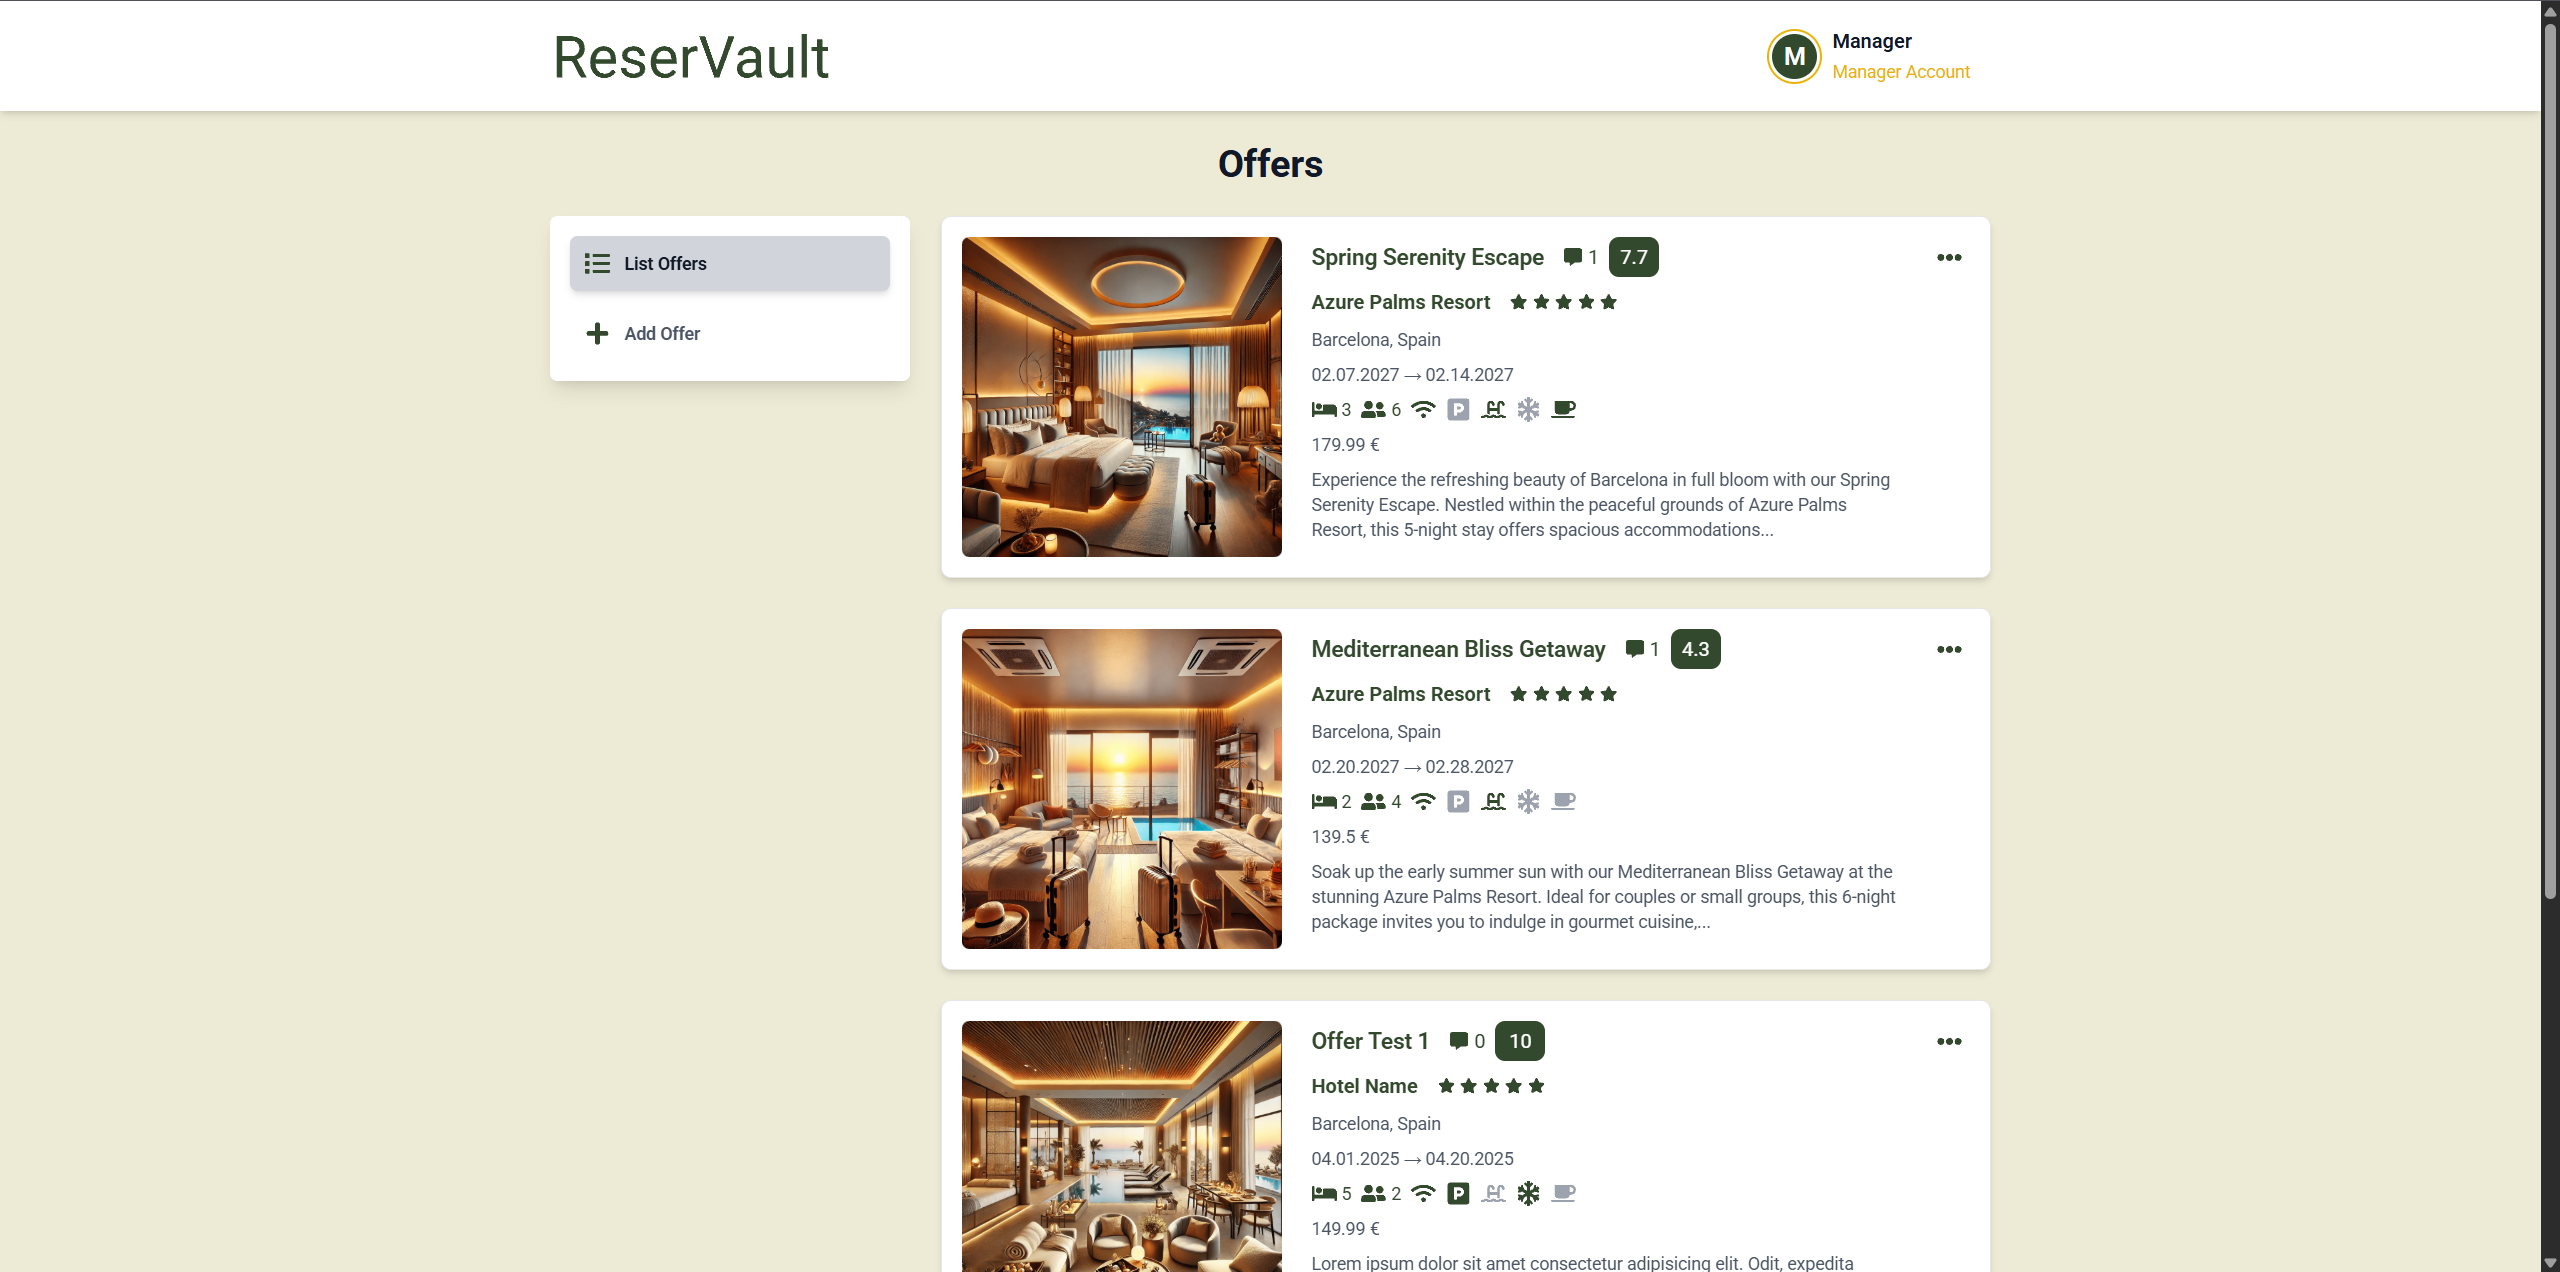 ReserVault
M
Manager
Manager Account
Offers
List Offers
Add Offer
Spring Serenity Escape 1 7.7
Azure Palms Resort
Barcelona, Spain
02.07.2027 → 02.14.2027
3 6 P
179.99 €
Experience the refreshing beauty of Barcelona in full bloom with our Spring
Serenity Escape. Nestled within the peaceful grounds of Azure Palms
Resort, this 5-night stay offers spacious accommodations...
Mediterranean Bliss Getaway 1 4.3
Azure Palms Resort
Barcelona, Spain
02.20.2027 → 02.28.2027
2 4 P
139.5 €
Soak up the early summer sun with our Mediterranean Bliss Getaway at the
stunning Azure Palms Resort. Ideal for couples or small groups, this 6-night
package invites you to indulge in gourmet cuisine,...
Offer Test 1 0 10
Hotel Name
Barcelona, Spain
04.01.2025 → 04.20.2025
5 2 P
149.99 €
Lorem ipsum dolor sit amet consectetur adipisicing elit. Odit, expedita